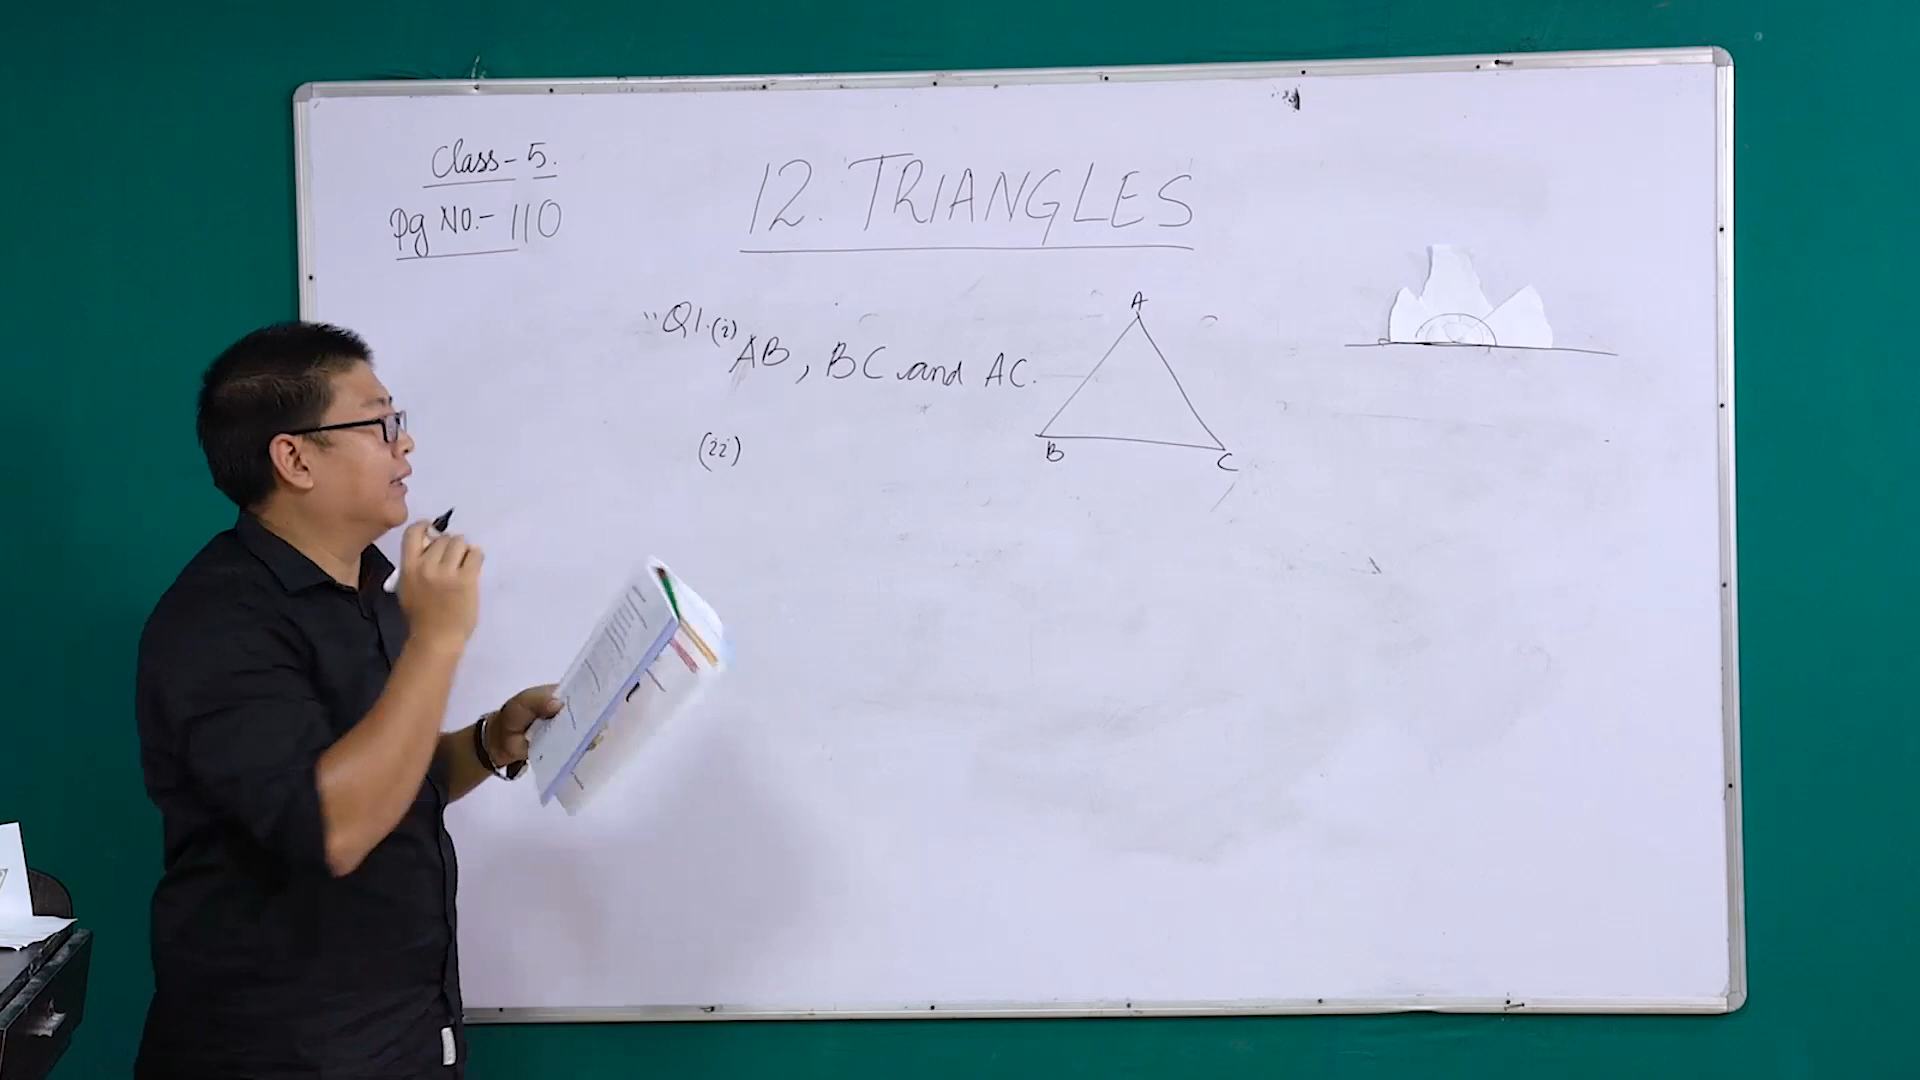 Class - 5.
Pg No. - 110
12. TRIANGLES
Q1. (i) AB, BC and AC.
(ii)
A
B
C